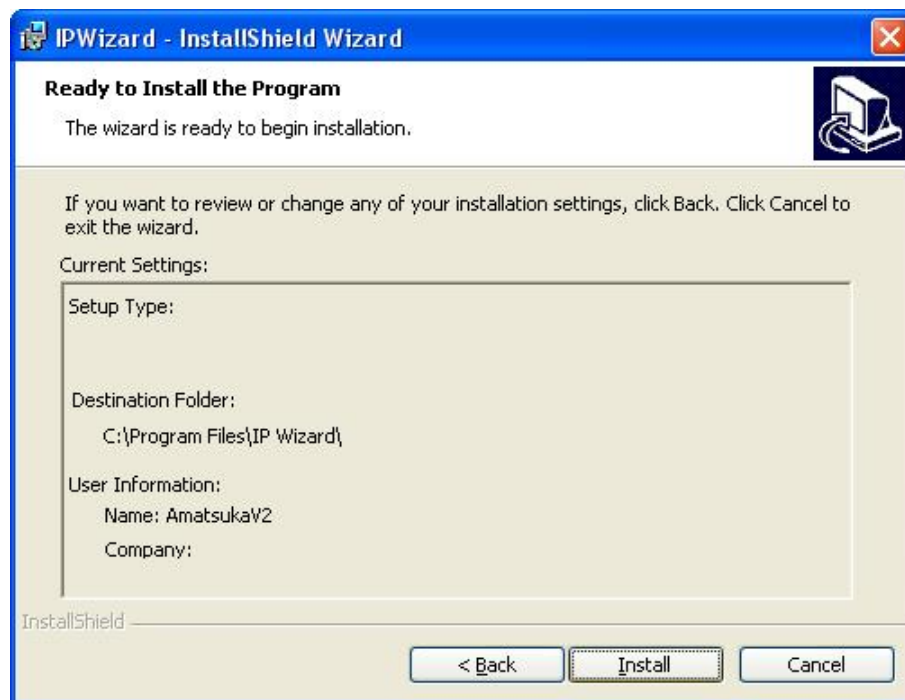 IPWizard - InstallShield Wizard
Ready to Install the Program
The wizard is ready to begin installation.
If you want to review or change any of your installation settings, click Back. Click Cancel to
exit the wizard.
Current Settings:
Setup Type:
Destination Folder:
C:\Program Files\IP Wizard\
User Information:
Name: AmatsukaV2
Company:
InstallShield
< Back
Install
Cancel